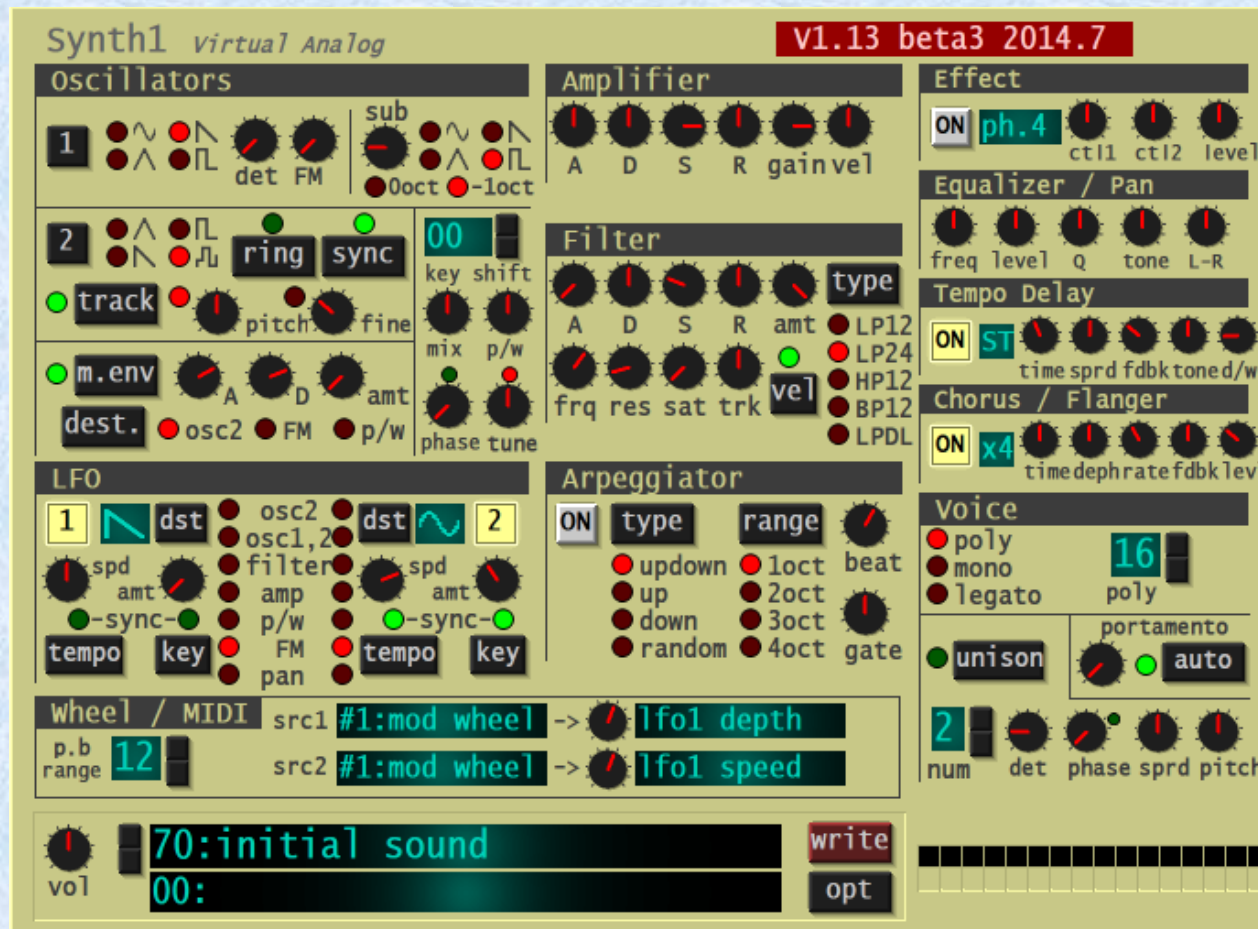 Synth1 Virtual Analog
V1.13 beta3 2014.7
Oscillators
1
det FM
sub
0oct -1oct
2
ring sync
track
pitch fine
m.env
A D amt
dest. osc2 FM p/w
00
key shift
mix p/w
phase tune
Amplifier
A D S R gain vel
Filter
A D S R amt
type
LP12
LP24
HP12
BP12
LPDL
frq res sat trk vel
Effect
ON ph.4
ctl1 ctl2 level
Equalizer / Pan
freq level Q tone L-R
Tempo Delay
ON ST
time sprd fdbk tone d/w
Chorus / Flanger
ON x4
time deph rate fdbk lev
LFO
1 dst
spd amt
sync
tempo key
osc2
osc1,2
filter
amp
p/w
FM
pan
dst 2
spd amt
sync
tempo key
Arpeggiator
ON type range
updown
up
down
random
1oct
2oct
3oct
4oct
beat
gate
Voice
poly
mono
legato
16
poly
unison
portamento
auto
2
num det phase sprd pitch
Wheel / MIDI
p.b
range 12
src1 #1:mod wheel -> lfo1 depth
src2 #1:mod wheel -> lfo1 speed
vol
70:initial sound
00:
write
opt